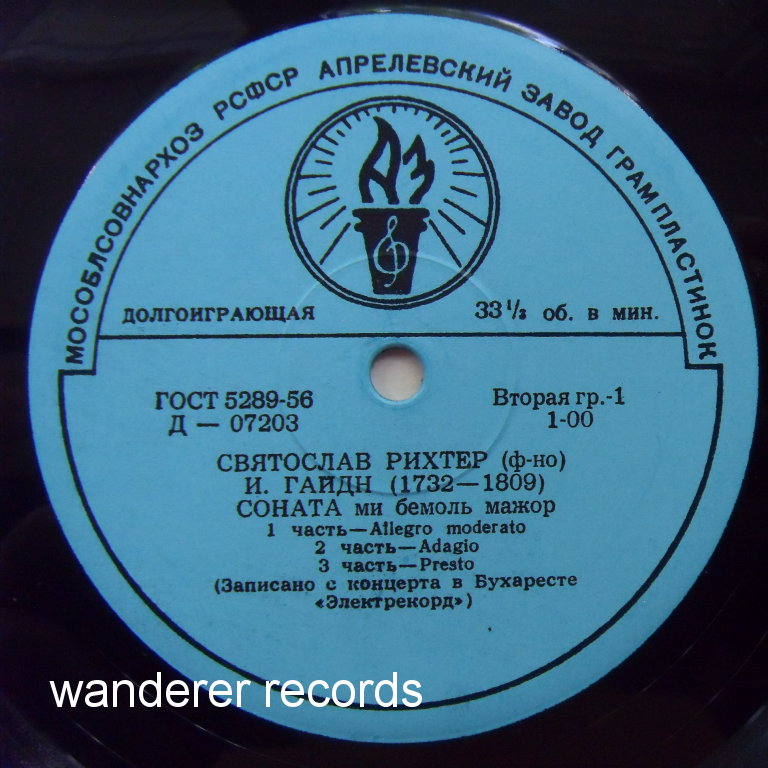 МОСОБЛСОВНАРХОЗ РСФСР АПРЕЛЕВСКИЙ ЗАВОД ГРАМПЛАСТИНОК
АЗ
ДОЛГОИГРАЮЩАЯ 33⅓ об. в мин.
ГОСТ 5289-56 Вторая гр.-1
Д — 07203 1-00
СВЯТОСЛАВ РИХТЕР (ф-но)
И. ГАЙДН (1732—1809)
СОНАТА ми бемоль мажор
1 часть—Allegro moderato
2 часть—Adagio
3 часть—Presto
(Записано с концерта в Бухаресте
«Электрекорд»)
wanderer records